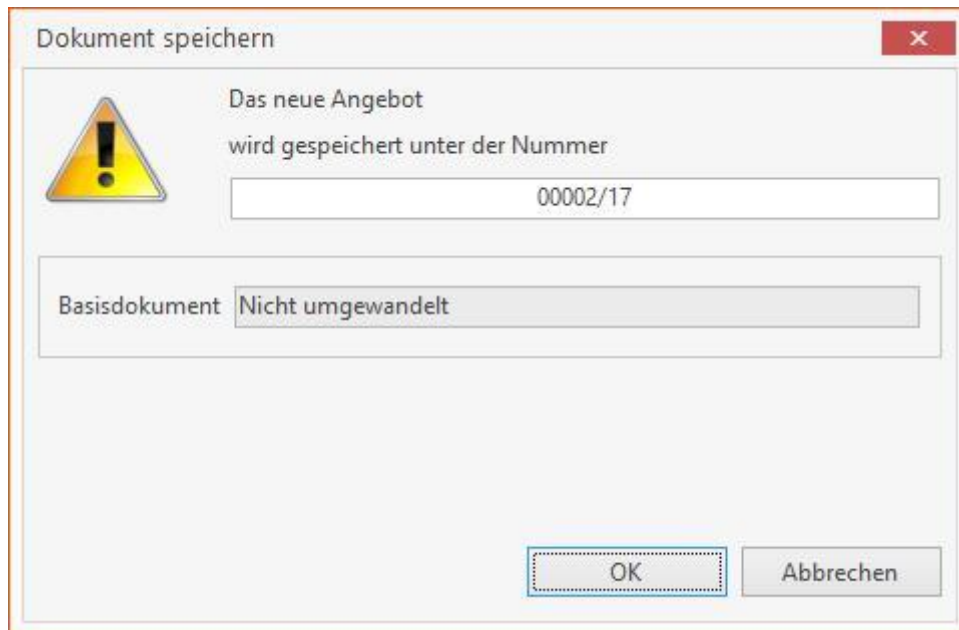 Dokument speichern
Das neue Angebot
wird gespeichert unter der Nummer
00002/17
Basisdokument Nicht umgewandelt
OK Abbrechen